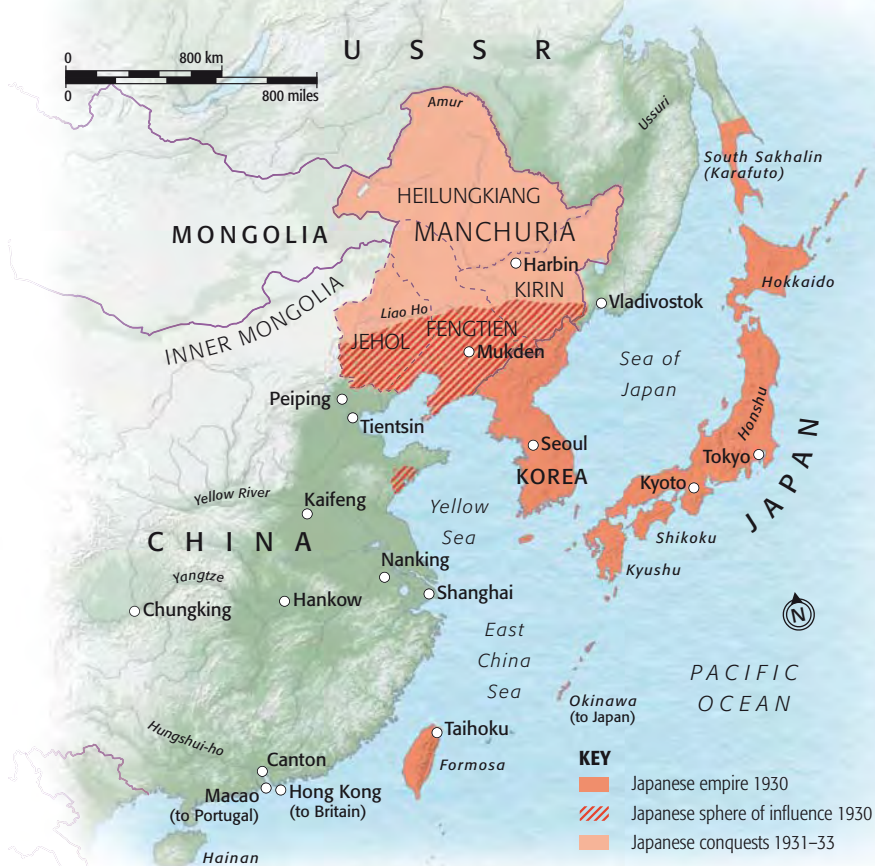 0 800 km
0 800 miles
U S S R
Amur
Ussuri
South Sakhalin
(Karafuto)
HEILUNGKIANG
MONGOLIA
MANCHURIA
Harbin
Hokkaido
KIRIN
Vladivostok
INNER MONGOLIA
Liao Ho
FENGTIEN
JEHOL
Mukden
Sea of
Japan
Peiping
Tientsin
Honshu
Seoul
Tokyo
KOREA
Kyoto
JAPAN
Yellow River
Kaifeng
Yellow
Sea
Shikoku
CHINA
Nanking
Kyushu
Yangtze
Shanghai
Chungking
Hankow
N
East
China
Sea
PACIFIC
OCEAN
Okinawa
(to Japan)
Hungshui-ho
Taihoku
Formosa
Canton
Macao
(to Portugal)
Hong Kong
(to Britain)
Hainan
KEY
Japanese empire 1930
Japanese sphere of influence 1930
Japanese conquests 1931–33